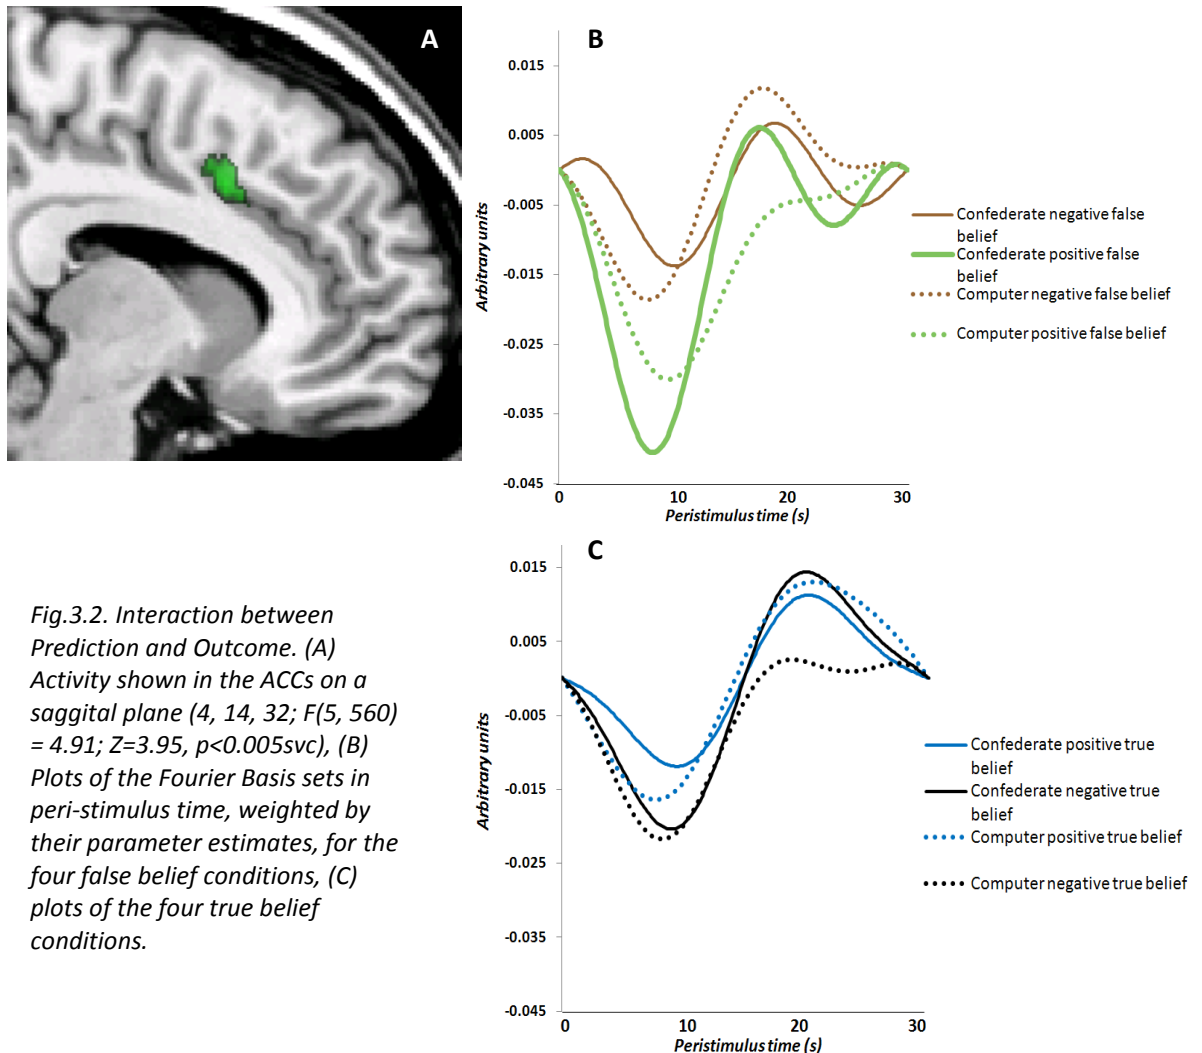 A
B
0.015
0.005
-0.005
-0.015
-0.025
-0.035
-0.045
Arbitrary units
0
10
20
30
Peristimulus time (s)
Confederate negative false
belief
Confederate positive false
belief
Computer negative false belief
Computer positive false belief
Fig.3.2. Interaction between
Prediction and Outcome. (A)
Activity shown in the ACCs on a
saggital plane (4, 14, 32; F(5, 560)
= 4.91; Z=3.95, p<0.005svc), (B)
Plots of the Fourier Basis sets in
peri-stimulus time, weighted by
their parameter estimates, for the
four false belief conditions, (C)
plots of the four true belief
conditions.
C
0.015
0.005
-0.005
-0.015
-0.025
-0.035
-0.045
Arbitrary units
0
10
20
30
Peristimulus time (s)
Confederate positive true
belief
Confederate negative true
belief
Computer positive true belief
Computer negative true belief